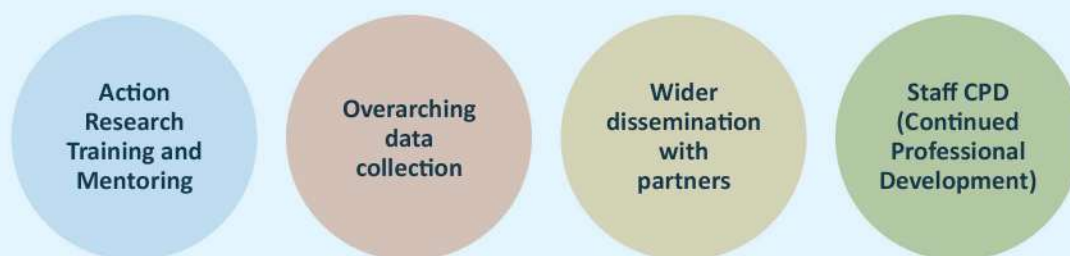 Action
Research
Training and
Mentoring
Overarching
data
collection
Wider
dissemination
with
partners
Staff CPD
(Continued
Professional
Development)